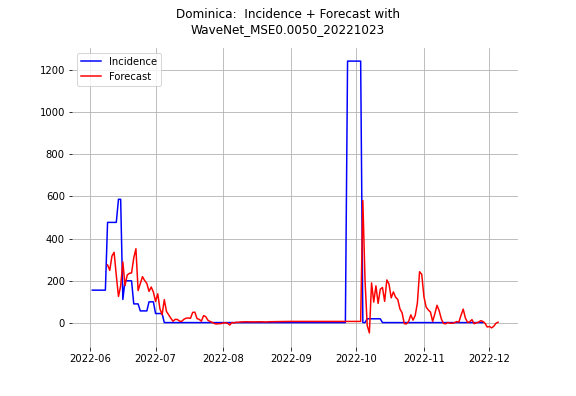 Dominica:  Incidence + Forecast with
WaveNet_MSE0.0050_20221023
Incidence
Forecast
1200
1000
800
600
400
200
0
2022-06 2022-07 2022-08 2022-09 2022-10 2022-11 2022-12